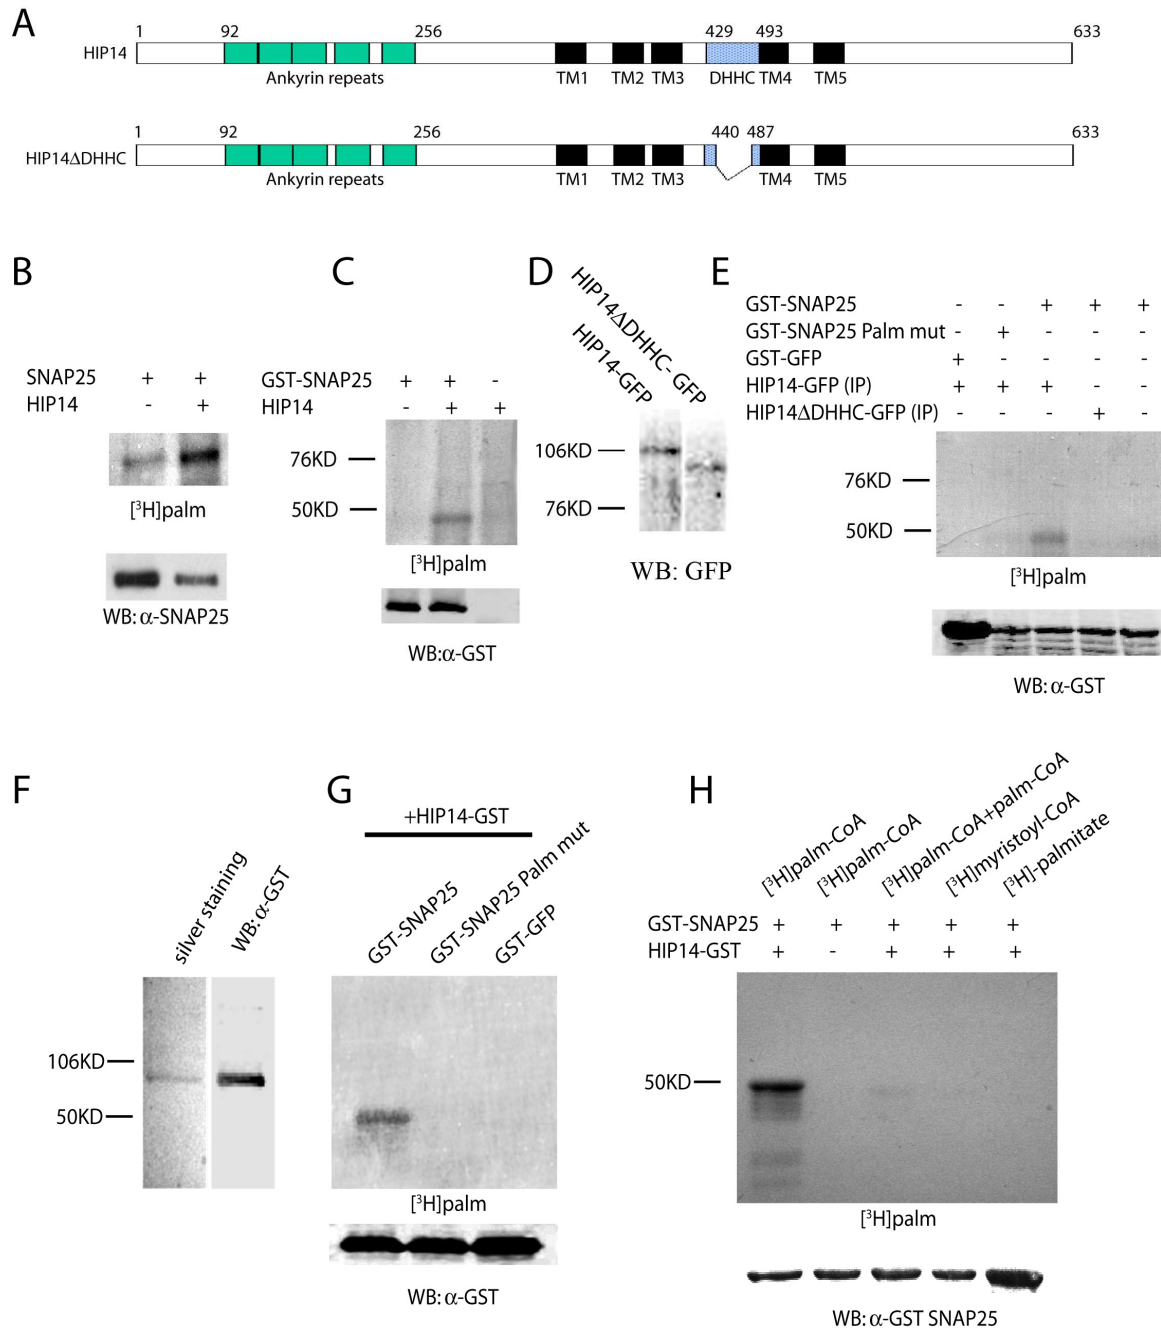 A
1 92 256 429 493 633
HIP14
Ankyrin repeats TM1 TM2 TM3 DHHC TM4 TM5
1 92 256 440 487 633
HIP14ΔDHHC
Ankyrin repeats TM1 TM2 TM3 TM4 TM5
B
SNAP25 + +
HIP14 - +
[³H]palm
WB: α-SNAP25
C
GST-SNAP25 + + -
HIP14 - + +
76KD
50KD
[³H]palm
WB:α-GST
D
HIP14-GFP
HIP14ΔDHHC- GFP
106KD
76KD
WB: GFP
E
GST-SNAP25 - - + + +
GST-SNAP25 Palm mut - + - - -
GST-GFP + - - - -
HIP14-GFP (IP) + + + - -
HIP14ΔDHHC-GFP (IP) - - - + -
76KD
50KD
[³H]palm
WB: α-GST
F
silver staining
WB: α-GST
106KD
50KD
G
+HIP14-GST
GST-SNAP25
GST-SNAP25 Palm mut
GST-GFP
[³H]palm
WB: α-GST
H
[³H]palm-CoA
[³H]palm-CoA
[³H]palm-CoA+palm-CoA
[³H]myristoyl-CoA
[³H]-palmitate
GST-SNAP25 + + + + +
HIP14-GST + - + + +
50KD
[³H]palm
WB: α-GST SNAP25